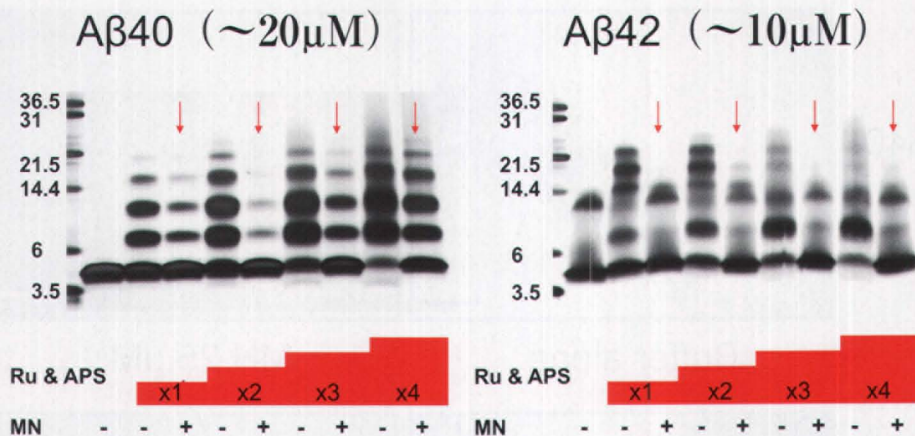 Aβ40 (～20μM)
36.5
31
21.5
14.4
6
3.5
Ru & APS
x1 x2 x3 x4
MN - - + - + - + - +
Aβ42 (～10μM)
36.5
31
21.5
14.4
6
3.5
Ru & APS
x1 x2 x3 x4
MN - - + - + - + - +